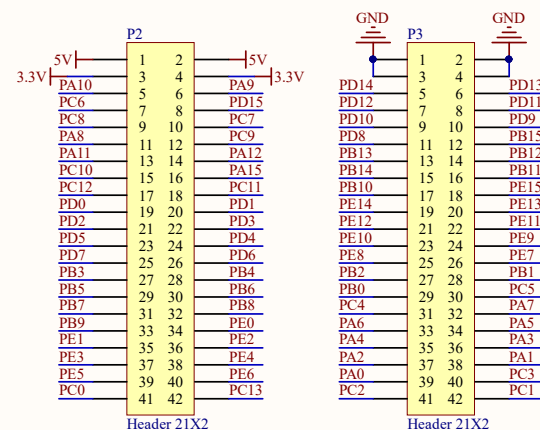 P2
5V 1 2 5V
3.3V 3 4 3.3V
PA10 5 6 PA9
PC6 7 8 PD15
PC8 9 10 PC7
PA8 11 12 PC9
PA11 13 14 PA12
PC10 15 16 PA15
PC12 17 18 PC11
PD0 19 20 PD1
PD2 21 22 PD3
PD5 23 24 PD4
PD7 25 26 PD6
PB3 27 28 PB4
PB5 29 30 PB6
PB7 31 32 PB8
PB9 33 34 PE0
PE1 35 36 PE2
PE3 37 38 PE4
PE5 39 40 PE6
PC0 41 42 PC13
Header 21X2
GND GND
P3
1 2
3 4
PD14 5 6 PD13
PD12 7 8 PD11
PD10 9 10 PD9
PD8 11 12 PB15
PB13 13 14 PB12
PB14 15 16 PB11
PB10 17 18 PE15
PE14 19 20 PE13
PE12 21 22 PE11
PE10 23 24 PE9
PE8 25 26 PE7
PB2 27 28 PB1
PB0 29 30 PC5
PC4 31 32 PA7
PA6 33 34 PA5
PA4 35 36 PA3
PA2 37 38 PA1
PA0 39 40 PC3
PC2 41 42 PC1
Header 21X2